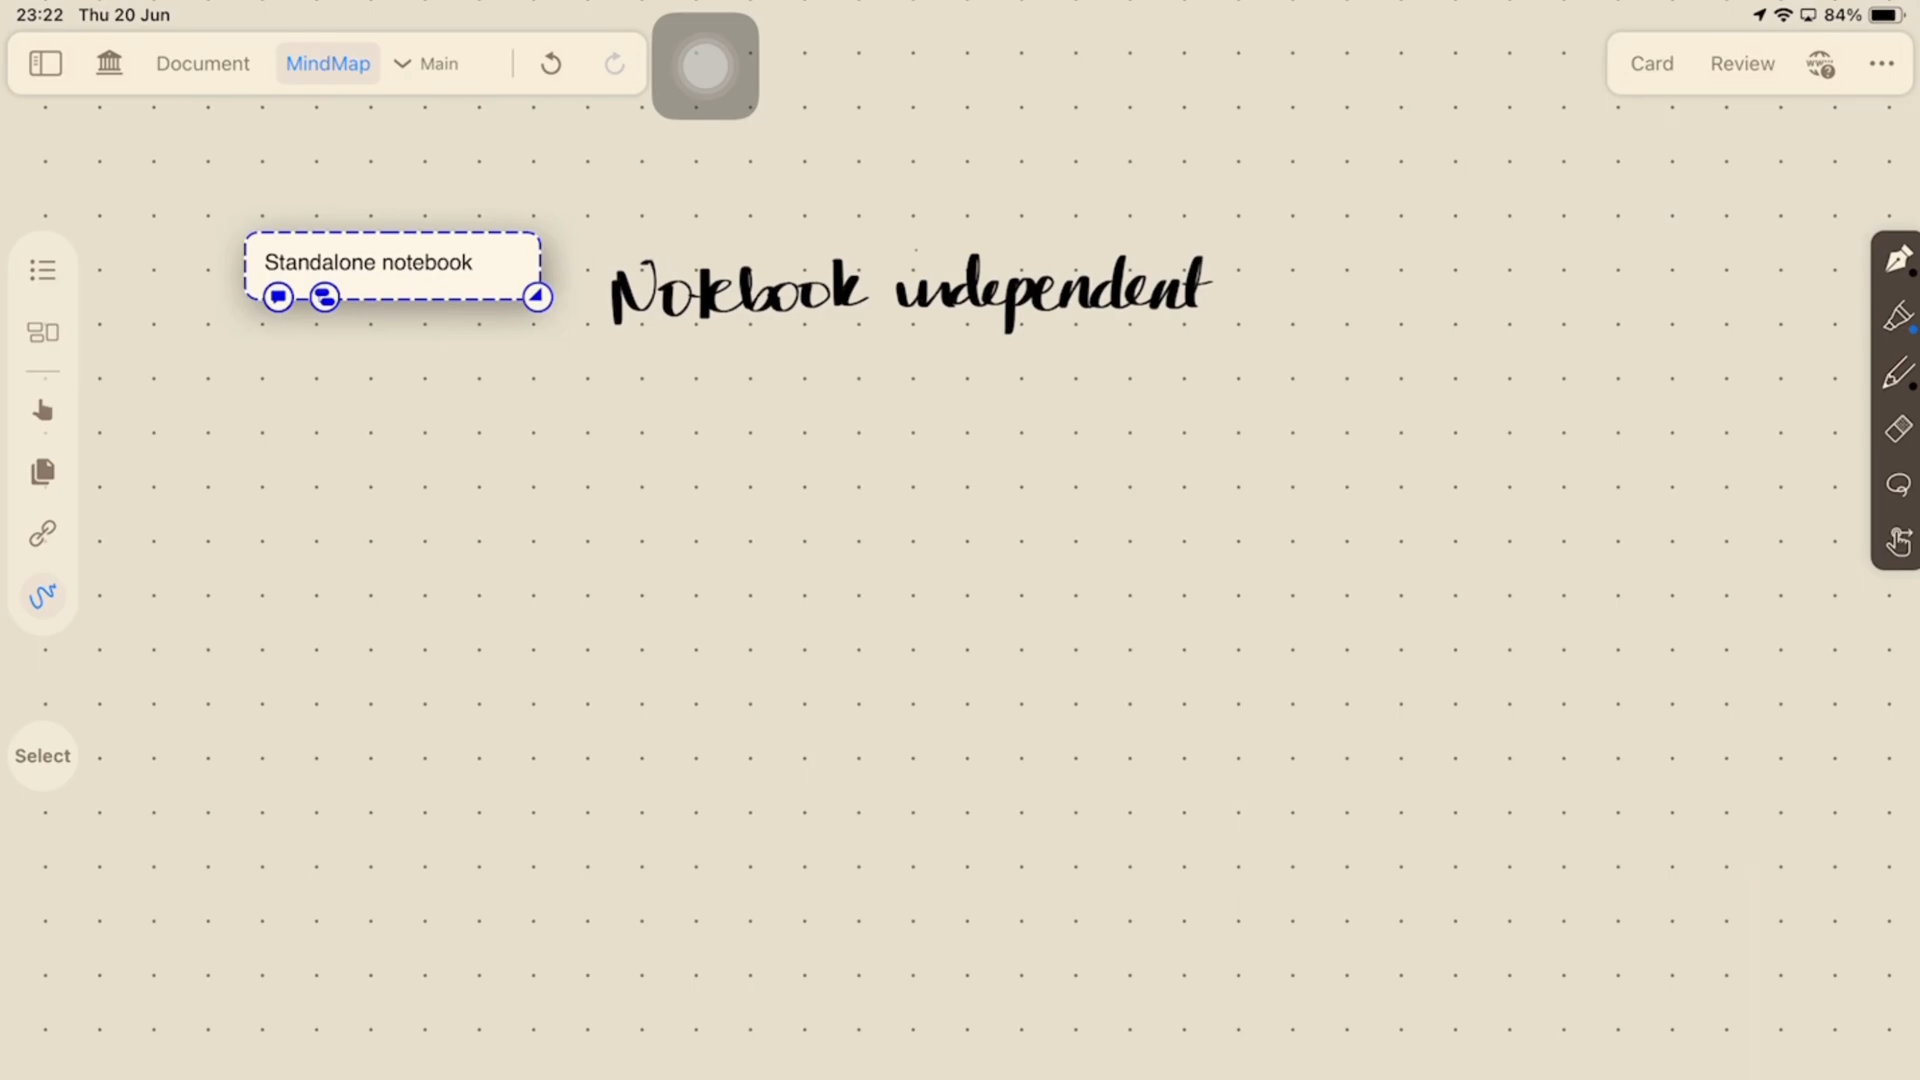 23:22 Thu 20 Jun 84%
Document MindMap Main Card Review
Standalone notebook
Notebook independent
Select